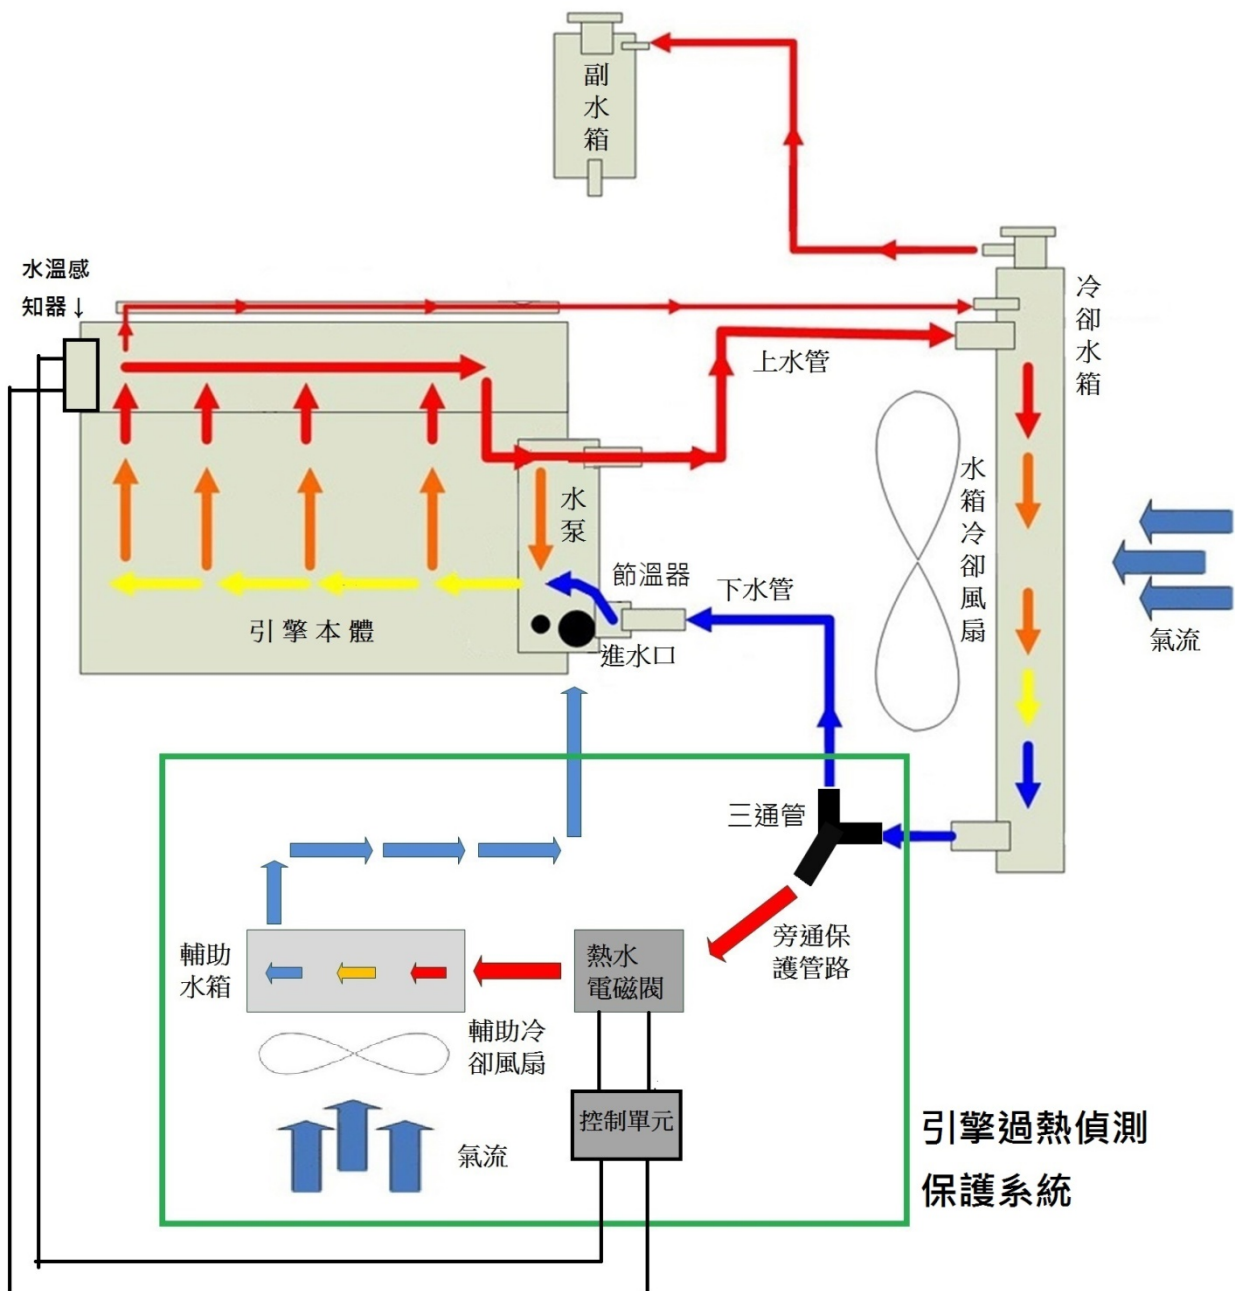 副水箱
水溫感
知器↓
冷卻水箱
上水管
水箱冷卻風扇
水泵
節溫器
下水管
引擎本體
進水口
氣流
三通管
旁通保
護管路
輔助
水箱
熱水
電磁閥
輔助冷
卻風扇
控制單元
氣流
引擎過熱偵測
保護系統